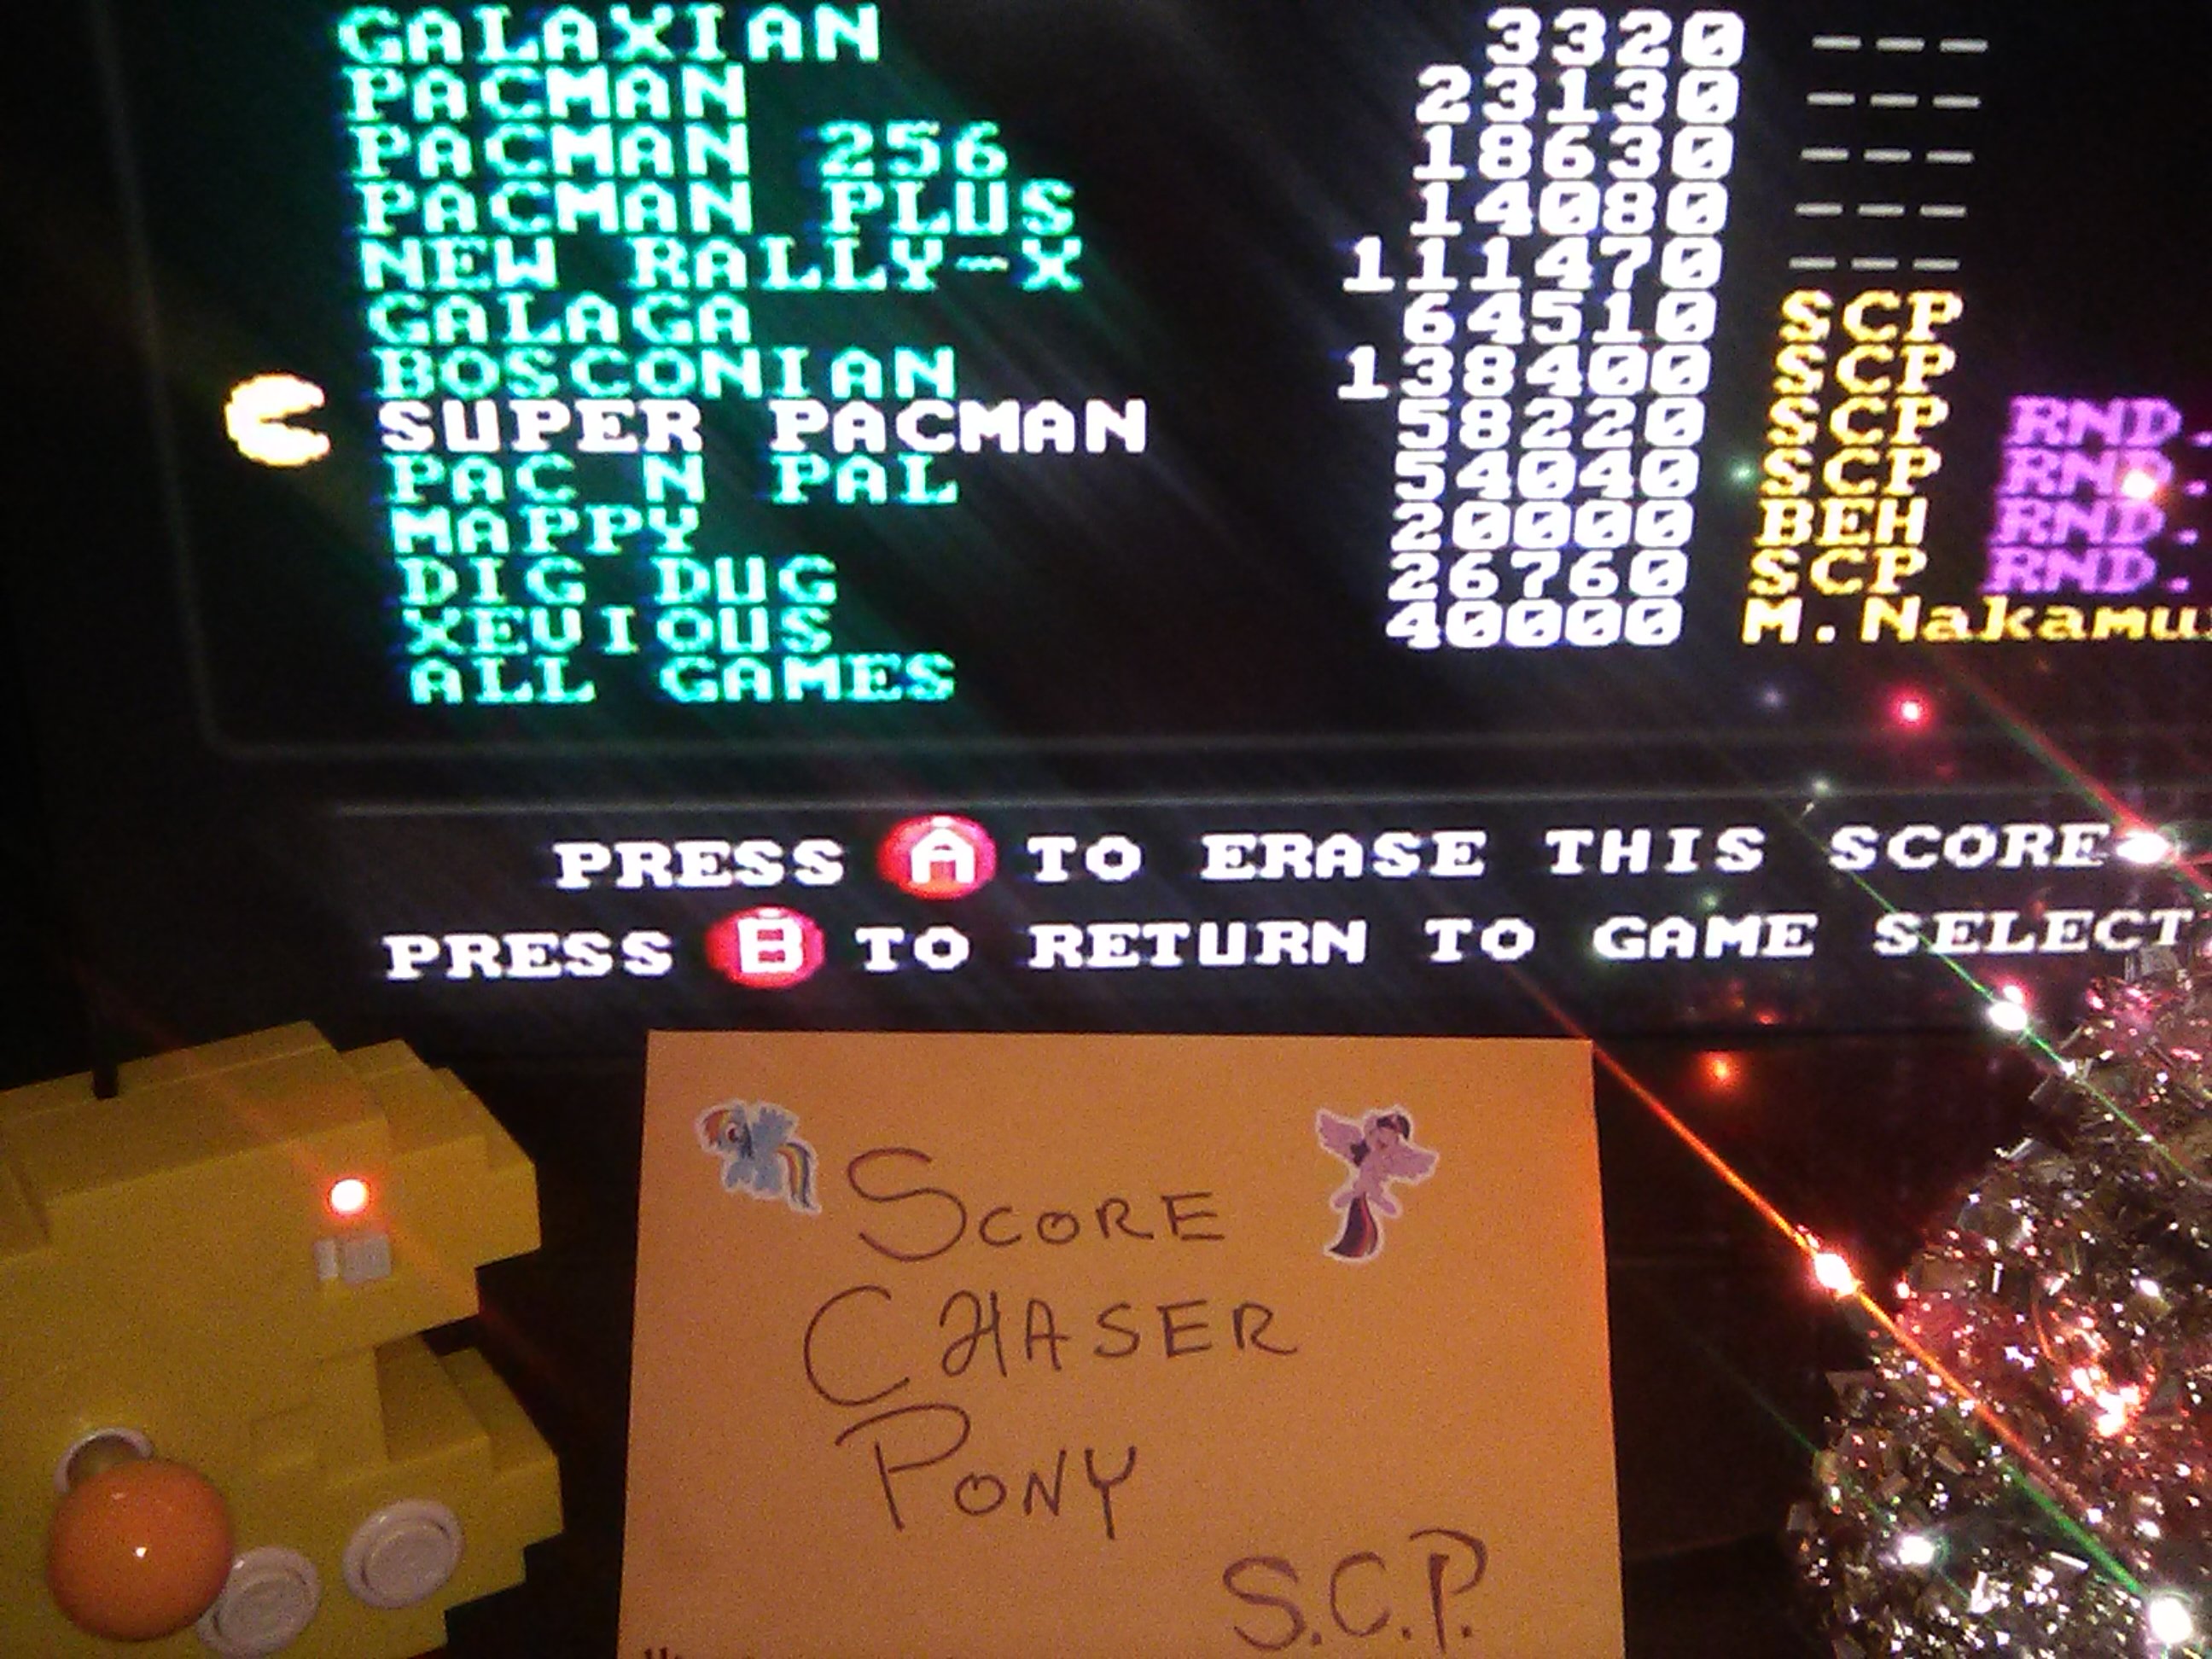 GALAXIAN 3320 ---
PACMAN 23130 ---
PACMAN 256 18630 ---
PACMAN PLUS 14080 ---
NEW RALLY-X 111470 ---
GALAGA 64510 SCP
BOSCONIAN 138400 SCP
SUPER PACMAN 58220 SCP RND.
PAC N PAL 54040 SCP RND.
MAPPY 20000 BEH RND.
DIG DUG 26760 SCP RND.
XEVIOUS 40000 M.Nakamu
ALL GAMES
PRESS A TO ERASE THIS SCORE
PRESS B TO RETURN TO GAME SELECT
SCORE
CHASER
PONY
S.C.P.